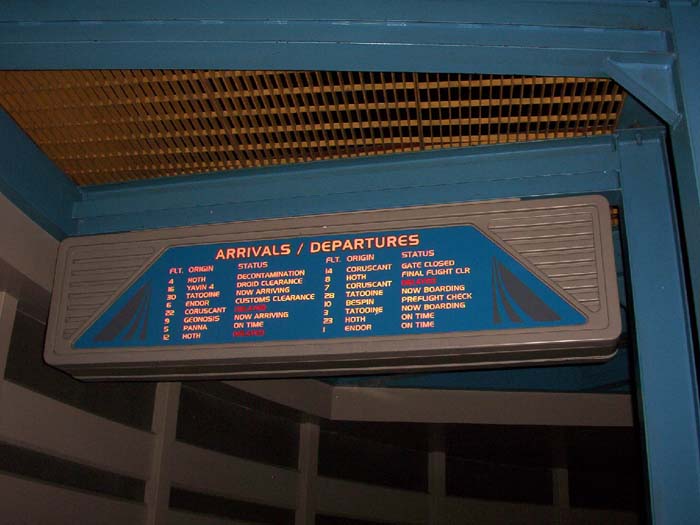 ARRIVALS / DEPARTURES
FLT. ORIGIN STATUS
4 HOTH DECONTAMINATION
16 YAVIN 4 DROID CLEARANCE
30 TATOOINE NOW ARRIVING
6 ENDOR CUSTOMS CLEARANCE
22 CORUSCANT DELAYED
9 GEONOSIS NOW ARRIVING
5 PANNA ON TIME
12 HOTH DELAYED
FLT. ORIGIN STATUS
14 CORUSCANT GATE CLOSED
8 HOTH FINAL FLIGHT CLR
7 CORUSCANT DELAYED
28 TATOOINE NOW BOARDING
10 BESPIN PREFLIGHT CHECK
3 TATOOINE NOW BOARDING
23 HOTH ON TIME
1 ENDOR ON TIME